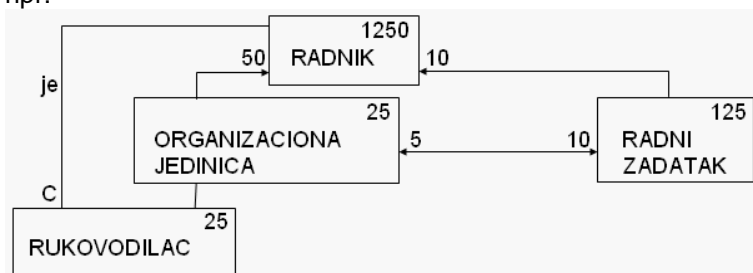 npr.
1250
RADNIK
50
10
je
25
ORGANIZACIONA
JEDINICA
5
10
125
RADNI
ZADATAK
C
25
RUKOVODILAC